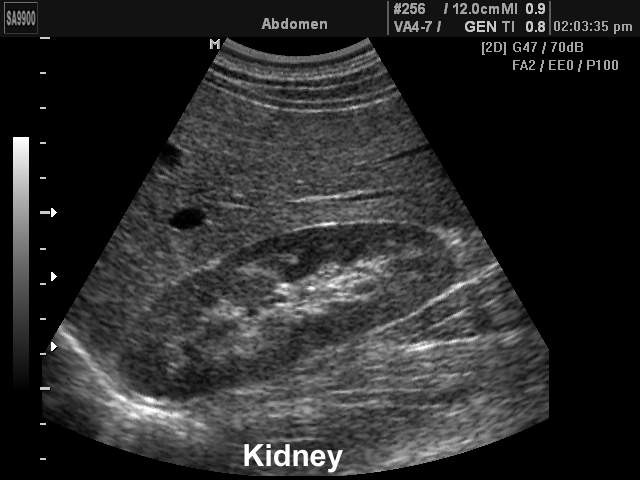 SA9900
Abdomen
#256 / 12.0cm MI 0.9
VA4-7 / GEN TI 0.8
02:03:35 pm
[2D] G47 / 70dB
FA2 / EE0 / P100
M
Kidney